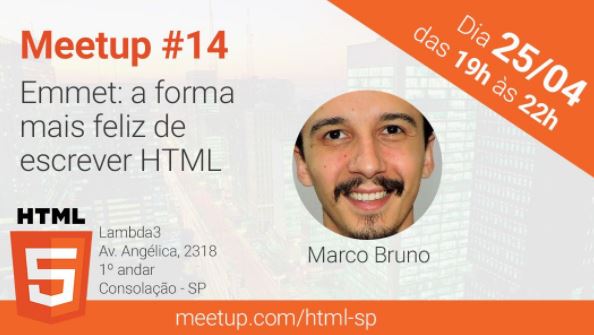 Meetup #14
Emmet: a forma
mais feliz de
escrever HTML
Dia 25/04
das 19h às 22h
Marco Bruno
HTML
5
Lambda3
Av. Angélica, 2318
1º andar
Consolação - SP
meetup.com/html-sp